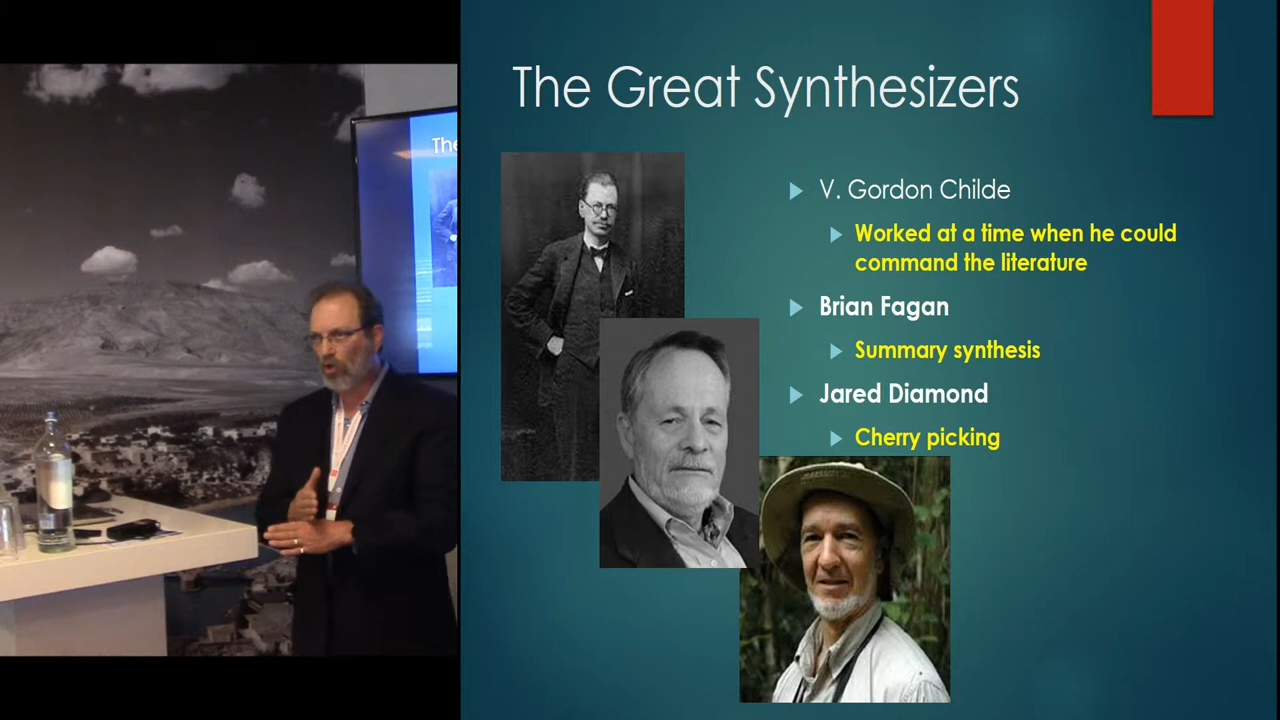 The Great Synthesizers
The
V. Gordon Childe
Worked at a time when he could
command the literature
Brian Fagan
Summary synthesis
Jared Diamond
Cherry picking